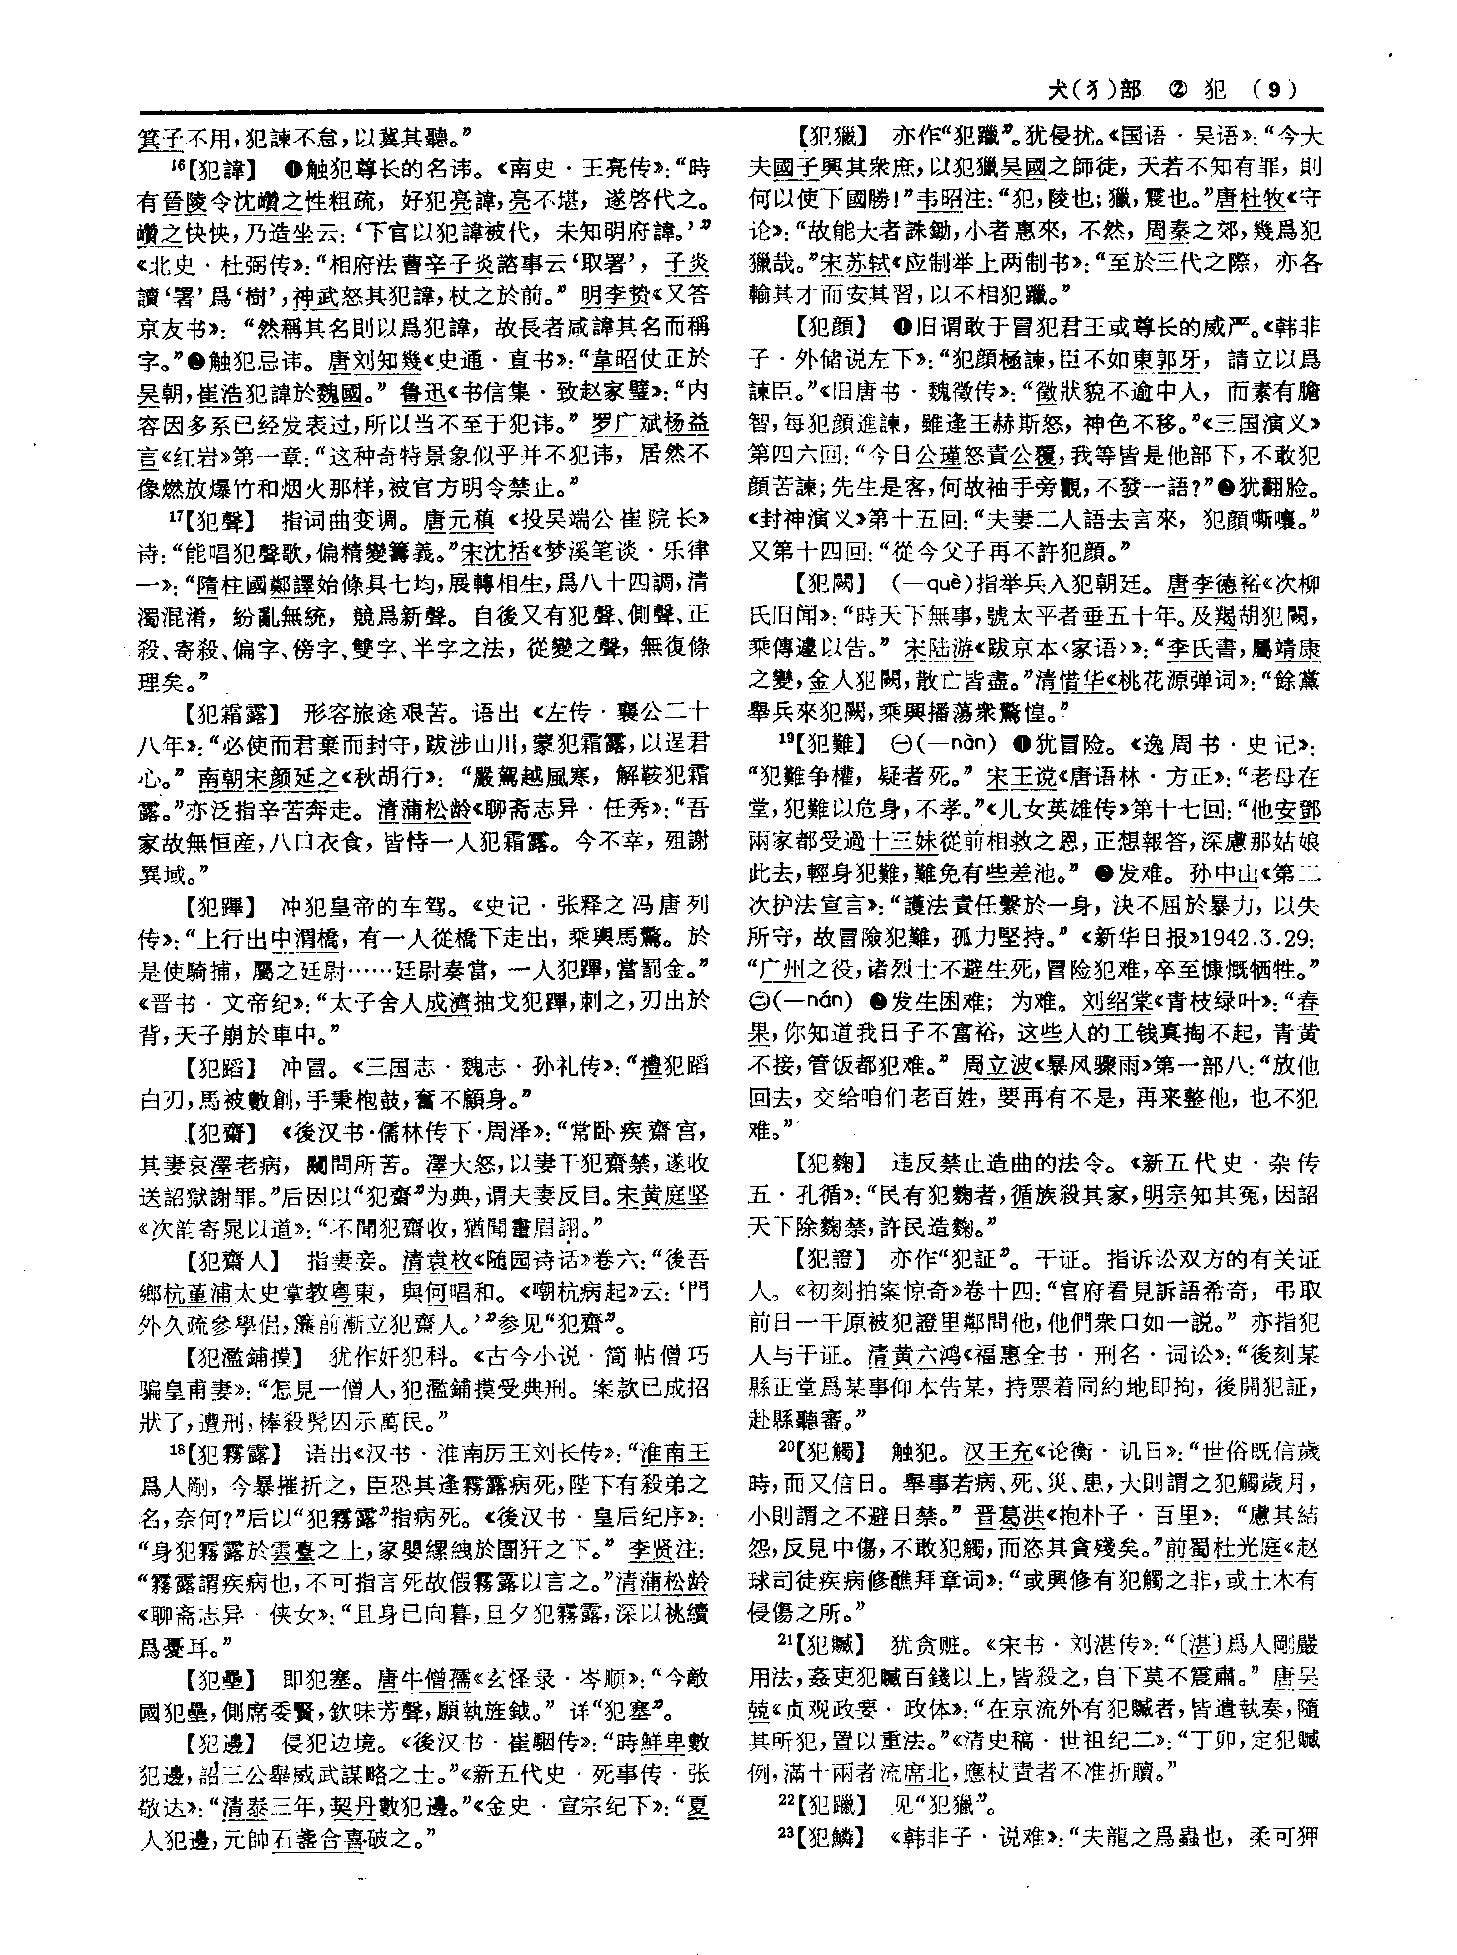 犬(犭)部 ② 犯 (9)
箕子不用，犯諫不怠，以冀其聽。”
¹⁶【犯諱】 ❶触犯尊长的名讳。《南史·王亮传》：“時
有晉陵令沈巑之性粗疏，好犯亮諱，亮不堪，遂啓代之。
巑之怏怏，乃造坐云：‘下官以犯諱被代，未知明府諱。’”
《北史·杜弼传》：“相府法曹辛子炎諮事云‘取署’，子炎
讀‘署’爲‘樹’，神武怒其犯諱，杖之於前。”明李贽《又答
京友书》：“然稱其名則以爲犯諱，故長者咸諱其名而稱
字。”❷触犯忌讳。唐刘知幾《史通·直书》：“韋昭仗正於
吴朝，崔浩犯諱於魏國。”鲁迅《书信集·致赵家璧》：“内
容因多系已经发表过，所以当不至于犯讳。”罗广斌杨益
言《红岩》第一章：“这种奇特景象似乎并不犯讳，居然不
像燃放爆竹和烟火那样，被官方明令禁止。”
¹⁷【犯聲】 指词曲变调。唐元稹《投吴端公崔院长》
诗：“能唱犯聲歌，偏精變籌義。”宋沈括《梦溪笔谈·乐律
一》：“隋柱國鄭譯始條具七均，展轉相生，爲八十四調，清
濁混淆，紛亂無統，競爲新聲。自後又有犯聲、側聲、正
殺、寄殺、偏字、傍字、雙字、半字之法，從變之聲，無復條
理矣。”
【犯霜露】 形容旅途艰苦。语出《左传·襄公二十
八年》：“必使而君棄而封守，跋涉山川，蒙犯霜露，以逞君
心。”南朝宋颜延之《秋胡行》：“嚴駕越風寒，解鞍犯霜
露。”亦泛指辛苦奔走。清蒲松龄《聊斋志异·任秀》：“吾
家故無恒産，八口衣食，皆恃一人犯霜露。今不幸，殂謝
異域。”
【犯蹕】 冲犯皇帝的车驾。《史记·张释之冯唐列
传》：“上行出中渭橋，有一人從橋下走出，乘輿馬驚。於
是使騎捕，屬之廷尉……廷尉奏當，一人犯蹕，當罰金。”
《晋书·文帝纪》：“太子舍人成濟抽戈犯蹕，刺之，刃出於
背，天子崩於車中。”
【犯蹈】 冲冒。《三国志·魏志·孙礼传》：“禮犯蹈
白刃，馬被數創，手秉枹鼓，奮不顧身。”
【犯齋】 《後汉书·儒林传下·周泽》：“常卧疾齋宫，
其妻哀澤老病，闚問所苦。澤大怒，以妻干犯齋禁，遂收
送詔獄謝罪。”后因以“犯齋”为典，谓夫妻反目。宋黄庭坚
《次韵寄晁以道》：“不聞犯齋收，猶聞畫眉詡。”
【犯齋人】 指妻妾。清袁枚《随园诗话》卷六：“後吾
鄉杭堇浦太史掌教粤東，與何唱和。《嘲杭病起》云：‘門
外久疏參學侣，簾前漸立犯齋人。’”参见“犯齋”。
【犯濫鋪摸】 犹作奸犯科。《古今小说·简帖僧巧
骗皇甫妻》：“怎見一僧人，犯濫鋪摸受典刑。案款已成招
狀了，遭刑，棒殺髡囚示萬民。”
¹⁸【犯霧露】 语出《汉书·淮南厉王刘长传》：“淮南王
爲人剛，今暴摧折之，臣恐其逢霧露病死，陛下有殺弟之
名，奈何?”后以“犯霧露”指病死。《後汉书·皇后纪序》：
“身犯霧露於雲臺之上，家嬰縲絏於圄犴之下。”李贤注：
“霧露謂疾病也，不可指言死故假霧露以言之。”清蒲松龄
《聊斋志异·侠女》：“且身已向暮，旦夕犯霧露，深以祧續
爲憂耳。”
【犯壘】 即犯塞。唐牛僧孺《玄怪录·岑顺》：“今敵
國犯壘，側席委賢，欽味芳聲，願執旌鉞。”详“犯塞”。
【犯邊】 侵犯边境。《後汉书·崔駰传》：“時鮮卑數
犯邊，詔三公舉威武謀略之士。”《新五代史·死事传·张
敬达》：“清泰三年，契丹數犯邊。”《金史·宣宗纪下》：“夏
人犯邊，元帥石盞合喜破之。”
【犯獵】 亦作“犯躐”。犹侵扰。《国语·吴语》：“今大
夫國子興其衆庶，以犯獵吴國之師徒，天若不知有罪，則
何以使下國勝!”韦昭注：“犯，陵也；獵，震也。”唐杜牧《守
论》：“故能大者誅鋤，小者惠來，不然，周秦之郊，幾爲犯
獵哉。”宋苏轼《应制举上两制书》：“至於三代之際，亦各
輸其才而安其習，以不相犯躐。”
【犯顔】 ❶旧谓敢于冒犯君王或尊长的威严。《韩非
子·外储说左下》：“犯顔極諫，臣不如東郭牙，請立以爲
諫臣。”《旧唐书·魏徵传》：“徵狀貌不逾中人，而素有膽
智，每犯顔進諫，雖逢王赫斯怒，神色不移。”《三国演义》
第四六回：“今日公瑾怒責公覆，我等皆是他部下，不敢犯
顔苦諫；先生是客，何故袖手旁觀，不發一語?”❷犹翻脸。
《封神演义》第十五回：“夫妻二人語去言來，犯顔嘶嚷。”
又第十四回：“從今父子再不許犯顔。”
【犯闕】 (—què)指举兵入犯朝廷。唐李德裕《次柳
氏旧闻》：“時天下無事，號太平者垂五十年。及羯胡犯闕，
乘傳遽以告。”宋陆游《跋京本〈家语〉》：“李氏書，屬靖康
之變，金人犯闕，散亡皆盡。”清惜华《桃花源弹词》：“餘黨
舉兵來犯闕，乘輿播蕩衆驚惶。”
¹⁹【犯難】 ㊀(—nàn) ❶犹冒险。《逸周书·史记》：
“犯難争權，疑者死。”宋王谠《唐语林·方正》：“老母在
堂，犯難以危身，不孝。”《儿女英雄传》第十七回：“他安鄧
兩家都受過十三妹從前相救之恩，正想報答，深慮那姑娘
此去，輕身犯難，難免有些差池。”❷发难。孙中山《第二
次护法宣言》：“護法責任繫於一身，決不屈於暴力，以失
所守，故冒險犯難，孤力堅持。”《新华日报》1942.3.29：
“广州之役，诸烈士不避生死，冒险犯难，卒至慷慨牺牲。”
㊁(—nán) ❷发生困难；为难。刘绍棠《青枝绿叶》：“春
果，你知道我日子不富裕，这些人的工钱真掏不起，青黄
不接，管饭都犯难。”周立波《暴风骤雨》第一部八：“放他
回去，交给咱们老百姓，要再有不是，再来整他，也不犯
难。”
【犯麴】 违反禁止造曲的法令。《新五代史·杂传
五·孔循》：“民有犯麴者，循族殺其家，明宗知其冤，因詔
天下除麴禁，許民造麴。”
【犯證】 亦作“犯証”。干证。指诉讼双方的有关证
人。《初刻拍案惊奇》卷十四：“官府看見訴語希奇，弔取
前日一干原被犯證里鄰問他，他們衆口如一説。”亦指犯
人与干证。清黄六鸿《福惠全书·刑名·词讼》：“後刻某
縣正堂爲某事仰本告某，持票着同約地即拘，後開犯証，
赴縣聽審。”
²⁰【犯觸】 触犯。汉王充《论衡·讥日》：“世俗既信歲
時，而又信日。舉事若病、死、災、患，大則謂之犯觸歲月，
小則謂之不避日禁。”晋葛洪《抱朴子·百里》：“慮其結
怨，反見中傷，不敢犯觸，而恣其貪殘矣。”前蜀杜光庭《赵
球司徒疾病修醮拜章词》：“或興修有犯觸之非，或土木有
侵傷之所。”
²¹【犯贓】 犹贪赃。《宋书·刘湛传》：“〔湛〕爲人剛嚴
用法，姦吏犯贓百錢以上，皆殺之，自下莫不震肅。”唐吴
兢《贞观政要·政体》：“在京流外有犯贓者，皆遣執奏，隨
其所犯，置以重法。”《清史稿·世祖纪二》：“丁卯，定犯贓
例，滿十兩者流席北，應杖責者不准折贖。”
²²【犯躐】 见“犯獵”。
²³【犯鱗】 《韩非子·说难》：“夫龍之爲蟲也，柔可狎